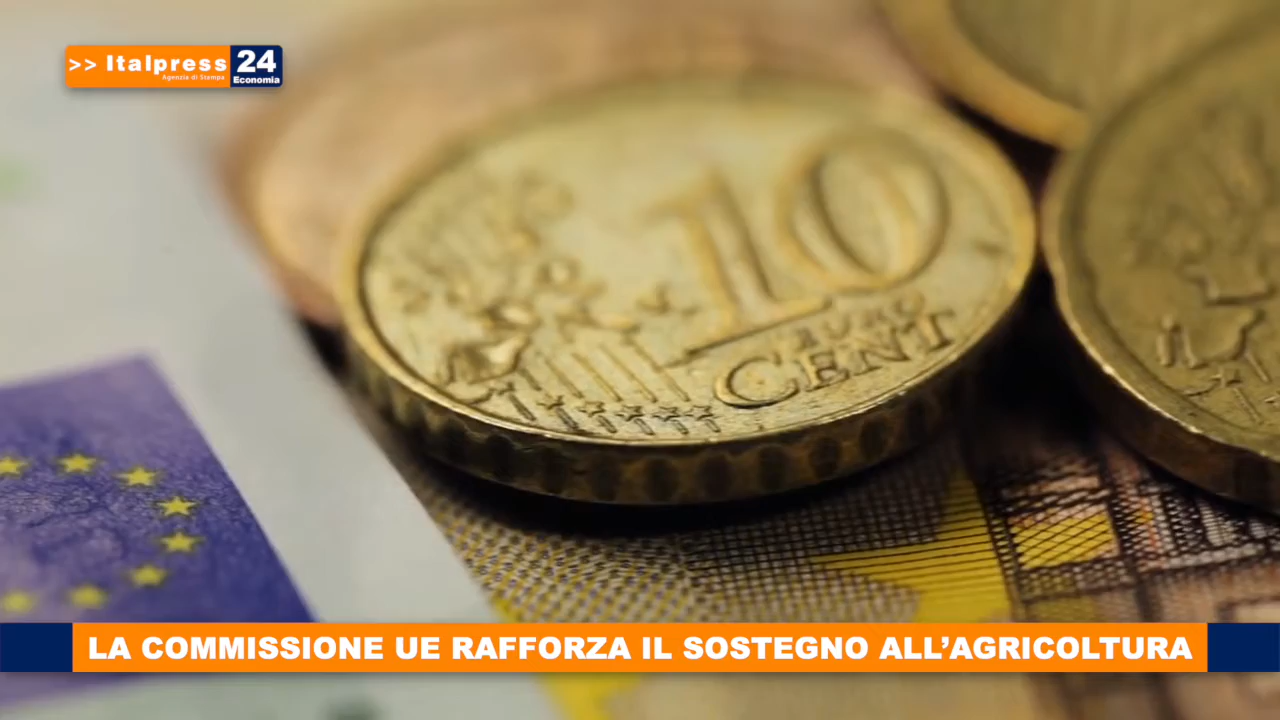 >> Italpress 24
Agenzia di Stampa Economia
10
EURO
CENT
LA COMMISSIONE UE RAFFORZA IL SOSTEGNO ALL’AGRICOLTURA